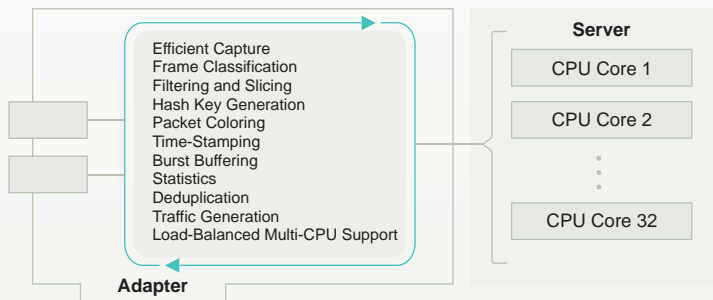 Efficient Capture
Frame Classification
Filtering and Slicing
Hash Key Generation
Packet Coloring
Time-Stamping
Burst Buffering
Statistics
Deduplication
Traffic Generation
Load-Balanced Multi-CPU Support
Adapter
Server
CPU Core 1
CPU Core 2
CPU Core 32